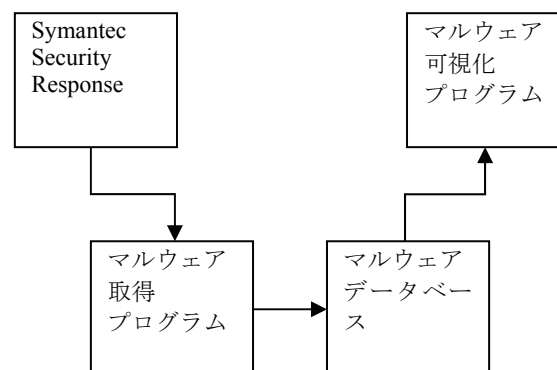 Symantec
Security
Response
マルウェア
可視化
プログラム
マルウェア
取得
プログラム
マルウェア
データベー
ス